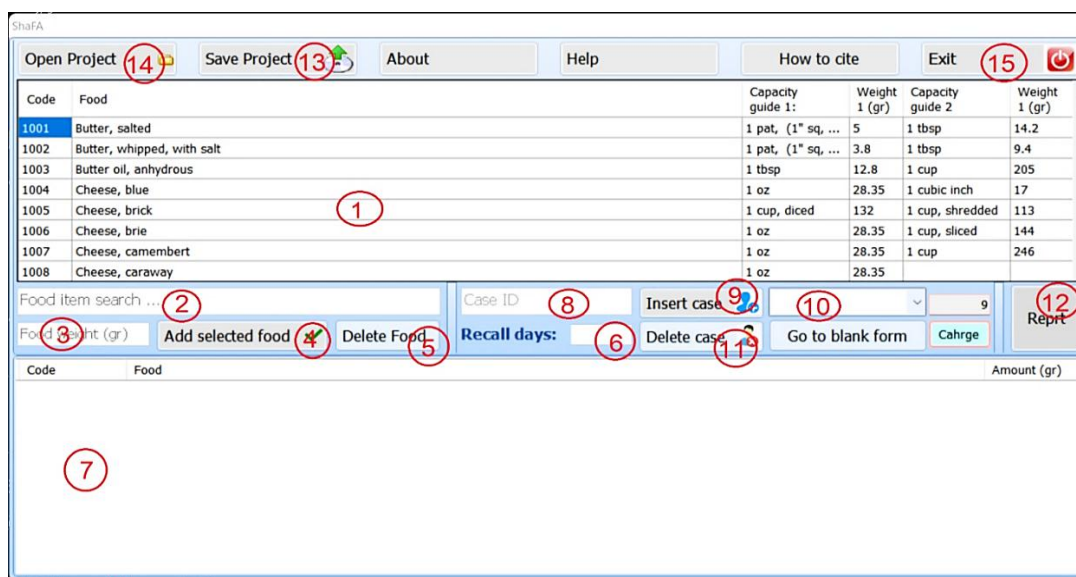 ShaFA
Open Project 14 Save Project 13 About Help How to cite Exit 15
Code Food Capacity guide 1: Weight 1 (gr) Capacity guide 2 Weight 1 (gr)
1001 Butter, salted 1 pat, (1" sq, ... 5 1 tbsp 14.2
1002 Butter, whipped, with salt 1 pat, (1" sq, ... 3.8 1 tbsp 9.4
1003 Butter oil, anhydrous 1 tbsp 12.8 1 cup 205
1004 Cheese, blue 1 oz 28.35 1 cubic inch 17
1005 Cheese, brick 1 1 cup, diced 132 1 cup, shredded 113
1006 Cheese, brie 1 oz 28.35 1 cup, sliced 144
1007 Cheese, camembert 1 oz 28.35 1 cup 246
1008 Cheese, caraway 1 oz 28.35
Food item search ... 2 Case ID 8 Insert case 9 10 9 Reprt 12
Food weight (gr) 3 Add selected food 4 Delete Food 5 Recall days: 6 Delete case 11 Go to blank form Cahrge
Code Food Amount (gr)
7